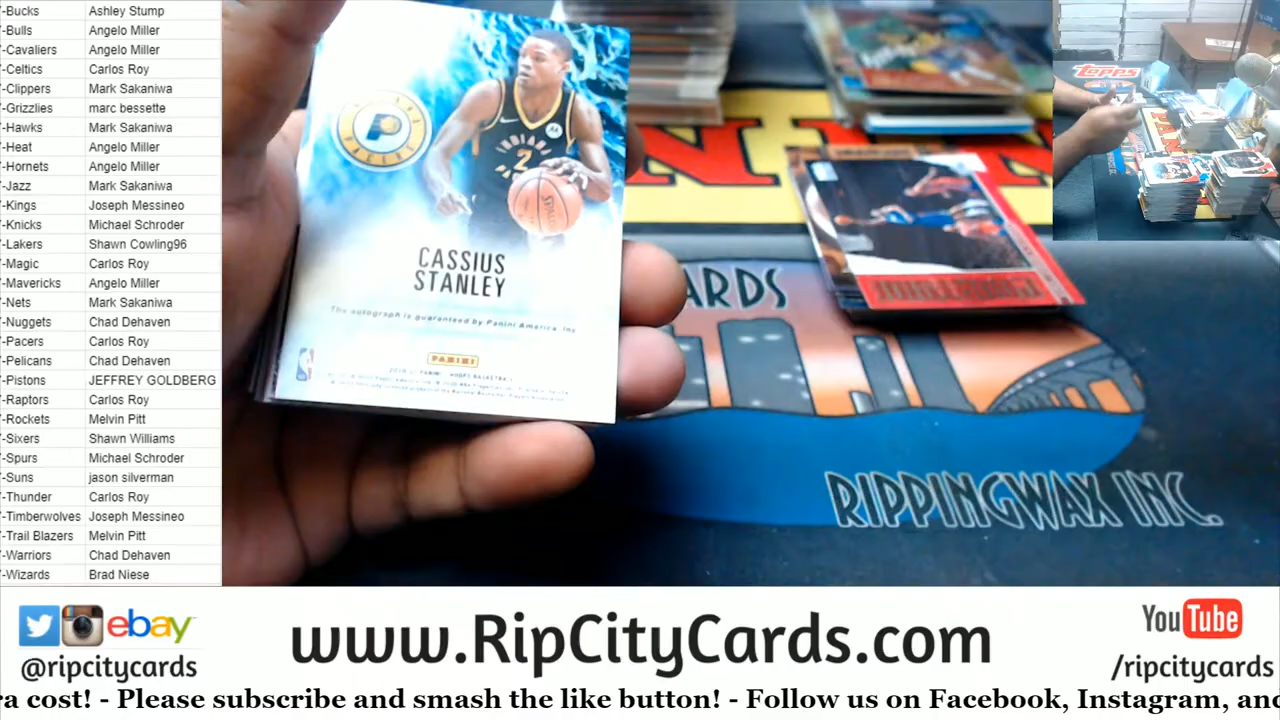 -Bucks Ashley Stump
-Bulls Angelo Miller
-Cavaliers Angelo Miller
-Celtics Carlos Roy
-Clippers Mark Sakaniwa
-Grizzlies marc bessette
-Hawks Mark Sakaniwa
-Heat Angelo Miller
-Hornets Angelo Miller
-Jazz Mark Sakaniwa
-Kings Joseph Messineo
-Knicks Michael Schroder
-Lakers Shawn Cowling96
-Magic Carlos Roy
-Mavericks Angelo Miller
-Nets Mark Sakaniwa
-Nuggets Chad Dehaven
-Pacers Carlos Roy
-Pelicans Chad Dehaven
-Pistons JEFFREY GOLDBERG
-Raptors Carlos Roy
-Rockets Melvin Pitt
-Sixers Shawn Williams
-Spurs Michael Schroder
-Suns jason silverman
-Thunder Carlos Roy
-Timberwolves Joseph Messineo
-Trail Blazers Melvin Pitt
-Warriors Chad Dehaven
-Wizards Brad Niese
INDIANA
2
CASSIUS
STANLEY
The autograph is guaranteed by Panini America, Inc.
PANINI
ARDS
RIPPINGWAX INC.
Topps
ebay
@ripcitycards
www.RipCityCards.com
YouTube
/ripcitycards
ra cost! - Please subscribe and smash the like button! - Follow us on Facebook, Instagram, and